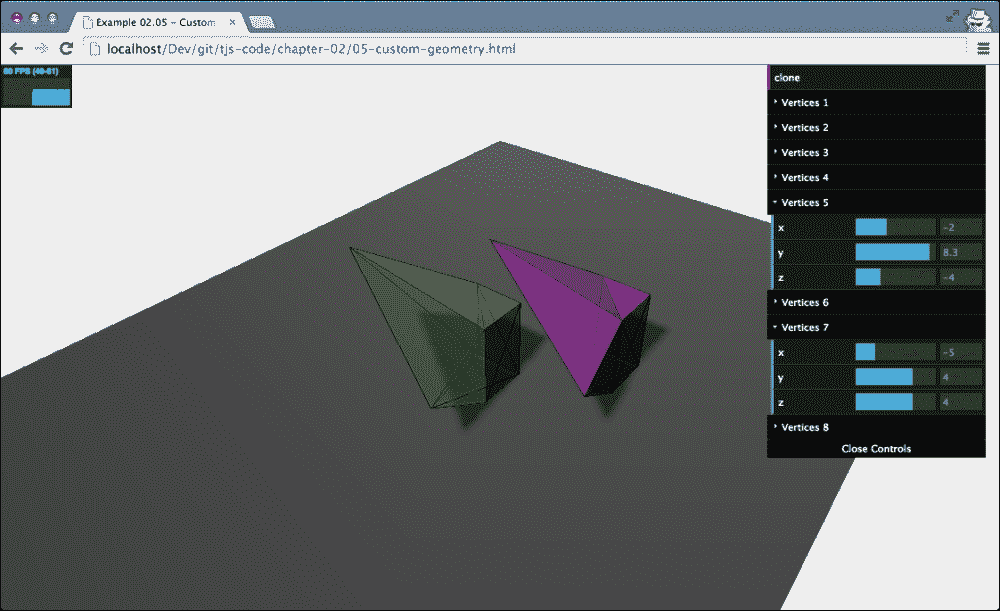 Example 02.05 - Custom
localhost/Dev/git/tjs-code/chapter-02/05-custom-geometry.html
60 FPS (46-61)
clone
Vertices 1
Vertices 2
Vertices 3
Vertices 4
Vertices 5
x -2
y 8.3
z -4
Vertices 6
Vertices 7
x -5
y 4
z 4
Vertices 8
Close Controls